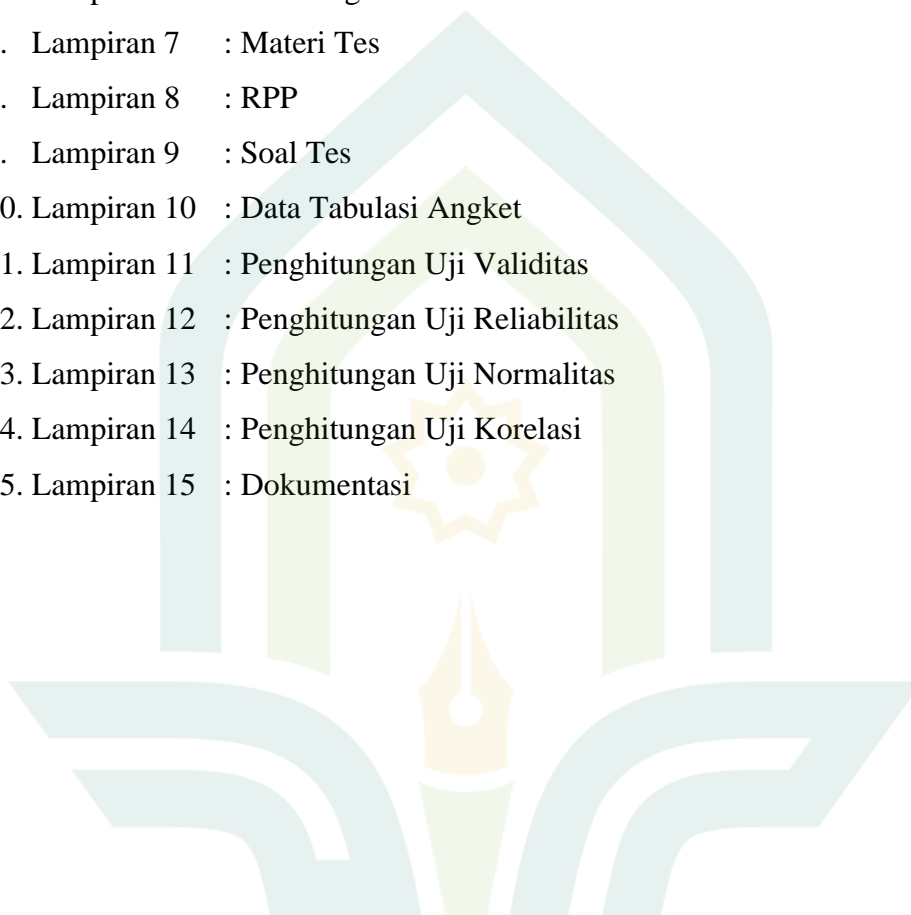 . Lampiran 7 : Materi Tes
. Lampiran 8 : RPP
. Lampiran 9 : Soal Tes
0. Lampiran 10 : Data Tabulasi Angket
1. Lampiran 11 : Penghitungan Uji Validitas
2. Lampiran 12 : Penghitungan Uji Reliabilitas
3. Lampiran 13 : Penghitungan Uji Normalitas
4. Lampiran 14 : Penghitungan Uji Korelasi
5. Lampiran 15 : Dokumentasi